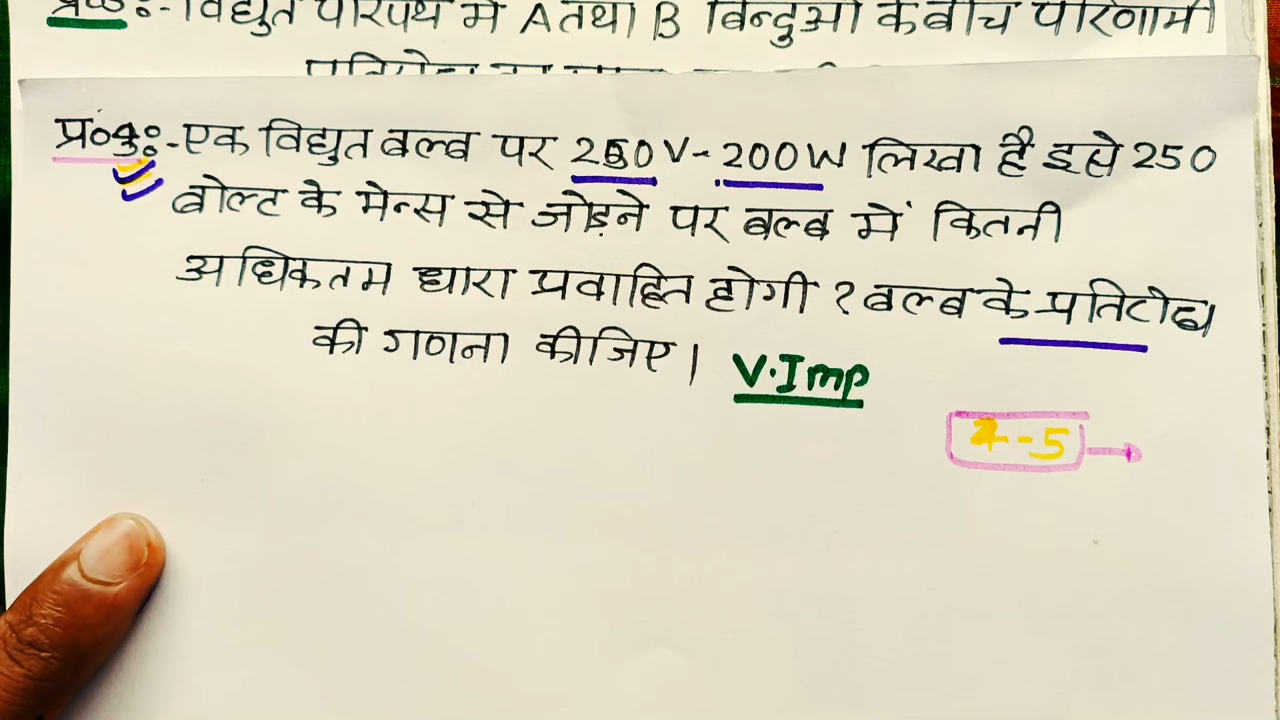 :- विद्युत परिपथ में A तथा B बिन्दुओं के बीच परिणामी
प्र०4:- एक विद्युत बल्ब पर 250V-200W लिखा है इसे 250
वोल्ट के मेन्स से जोड़ने पर बल्ब में कितनी
अधिकतम धारा प्रवाहित होगी ? बल्ब के प्रतिरोध
की गणना कीजिए।
V.Imp
4-5